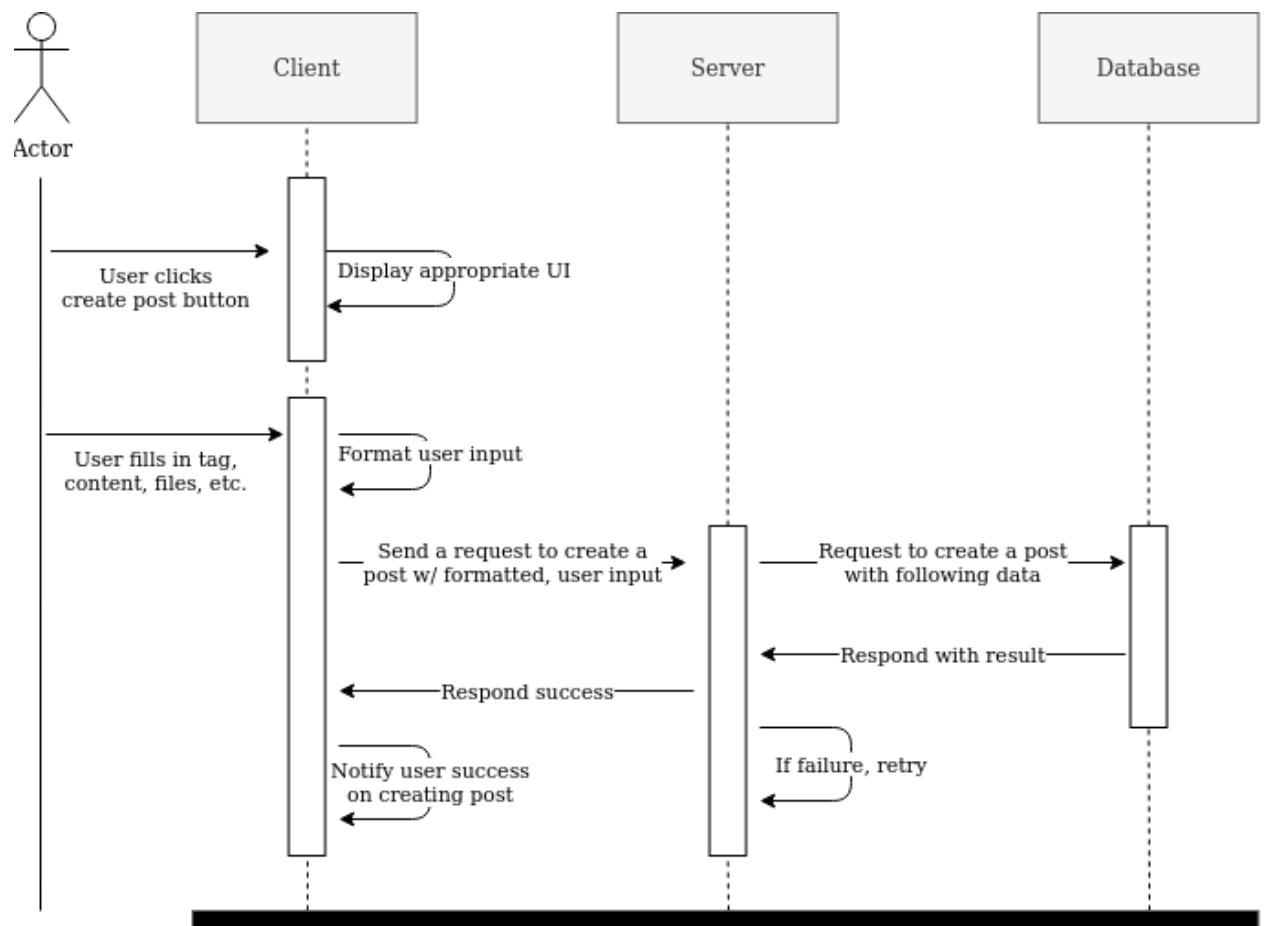 Client
Server
Database
Actor
User clicks
create post button
Display appropriate UI
User fills in tag,
content, files, etc.
Format user input
Send a request to create a
post w/ formatted, user input
Request to create a post
with following data
Respond with result
Respond success
Notify user success
on creating post
If failure, retry